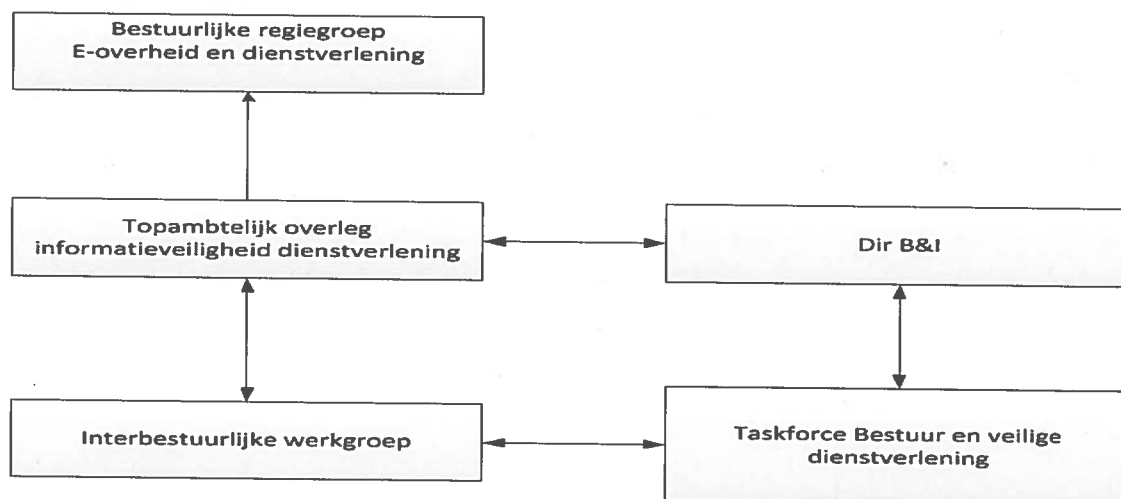 Bestuurlijke regiegroep
E-overheid en dienstverlening
Topambtelijk overleg
informatieveiligheid dienstverlening
Dir B&I
Interbestuurlijke werkgroep
Taskforce Bestuur en veilige
dienstverlening